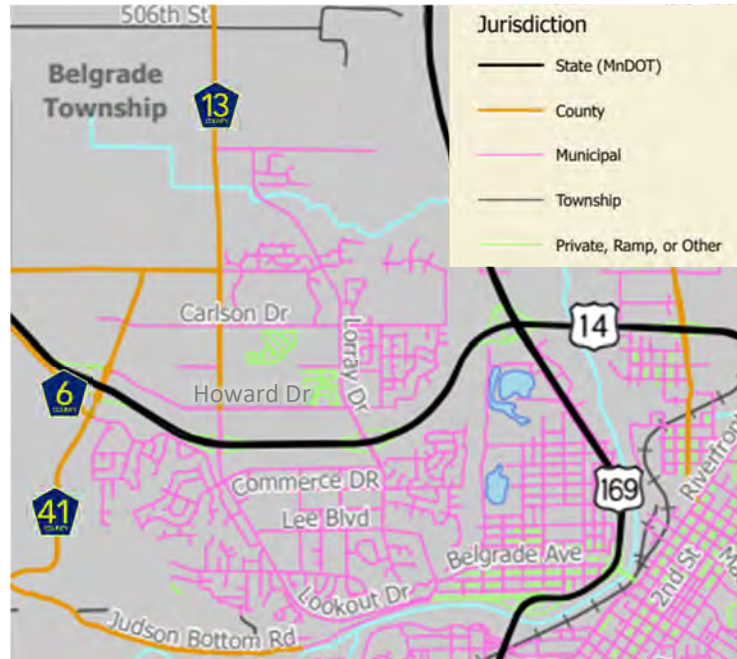 506th St
Belgrade
Township
13
COUNTY
Jurisdiction
State (MnDOT)
County
Municipal
Township
Private, Ramp, or Other
Carlson Dr
Lorray Dr
14
6
COUNTY
Howard Dr
41
COUNTY
Commerce DR
Lee Blvd
169
Riverfront
Belgrade Ave
2nd St
Lookout Dr
Judson Bottom Rd